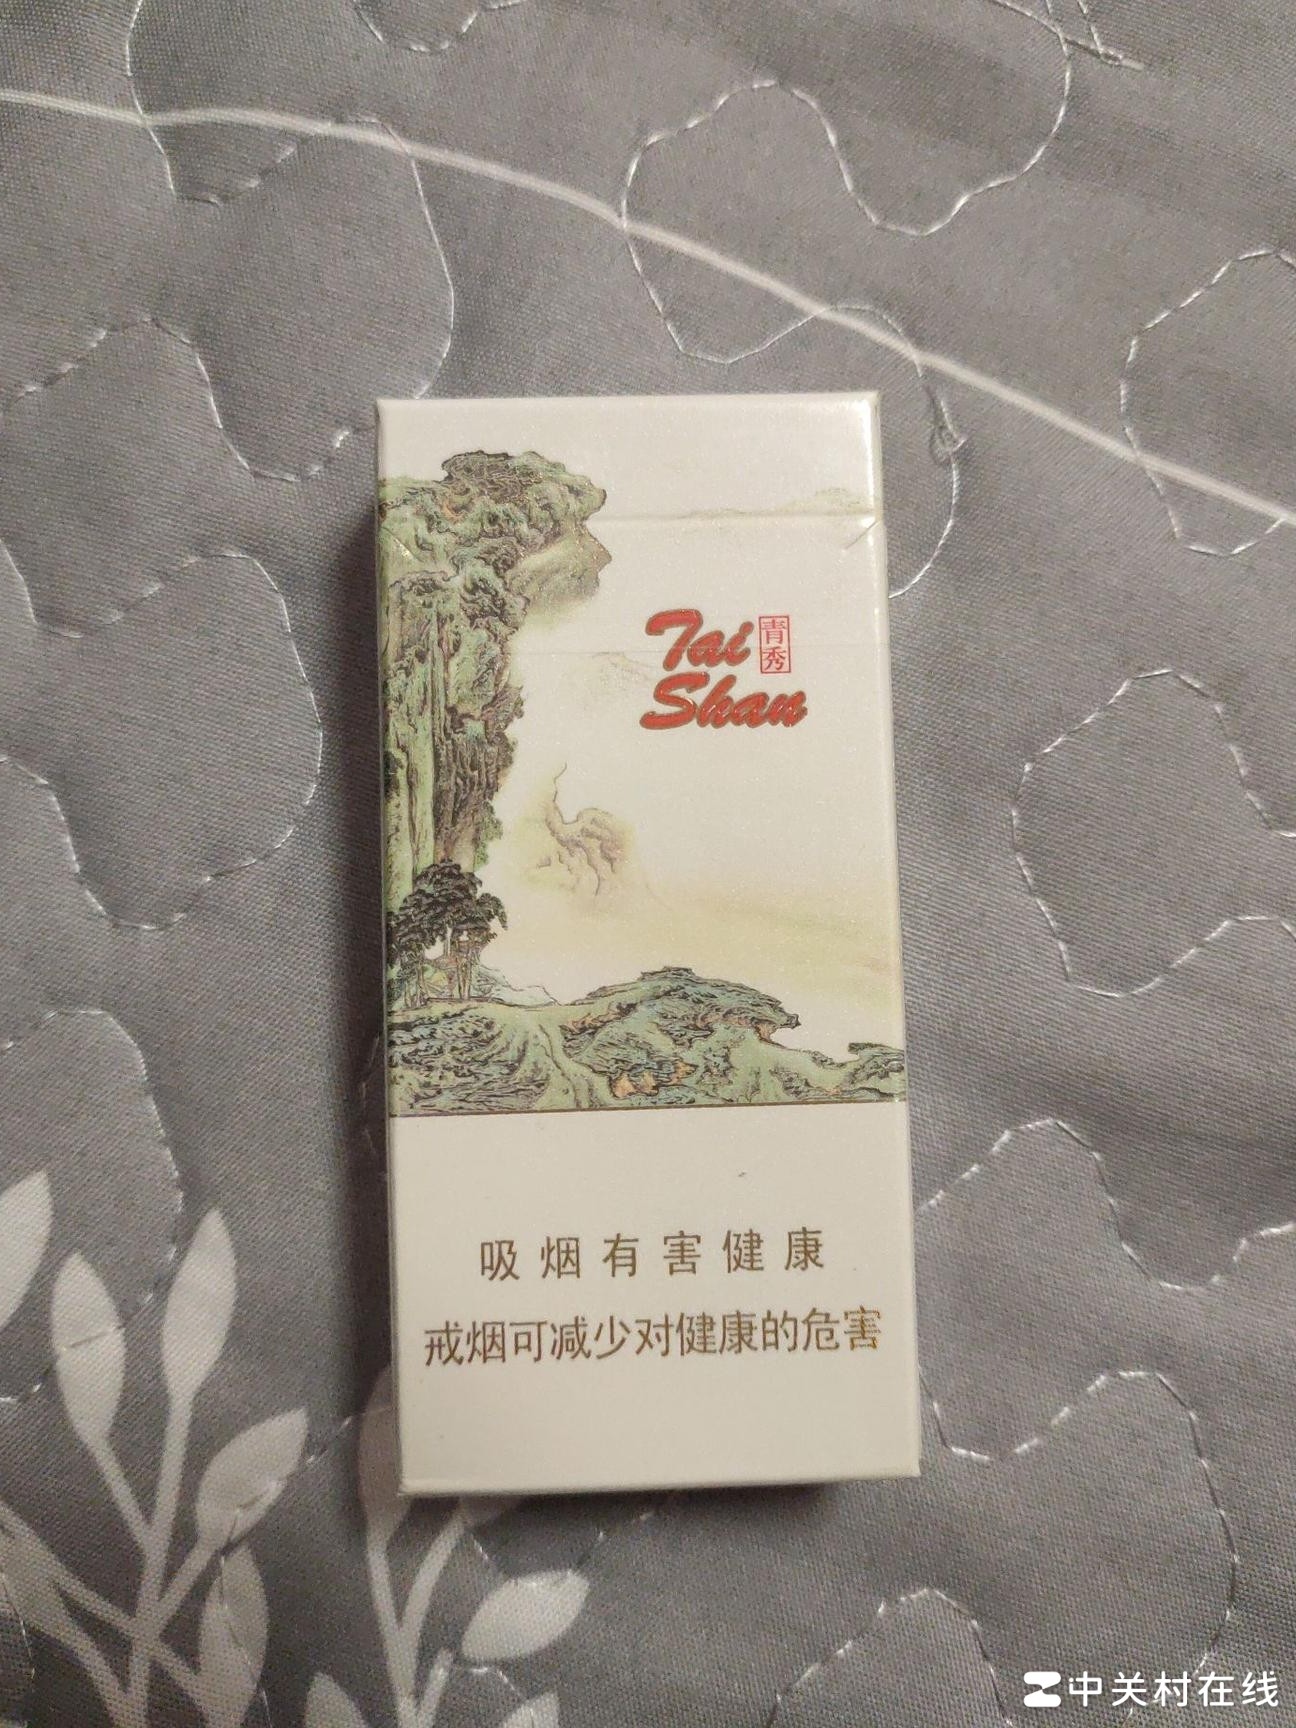 Tai
青秀
Shan
吸烟有害健康
戒烟可减少对健康的危害
中关村在线